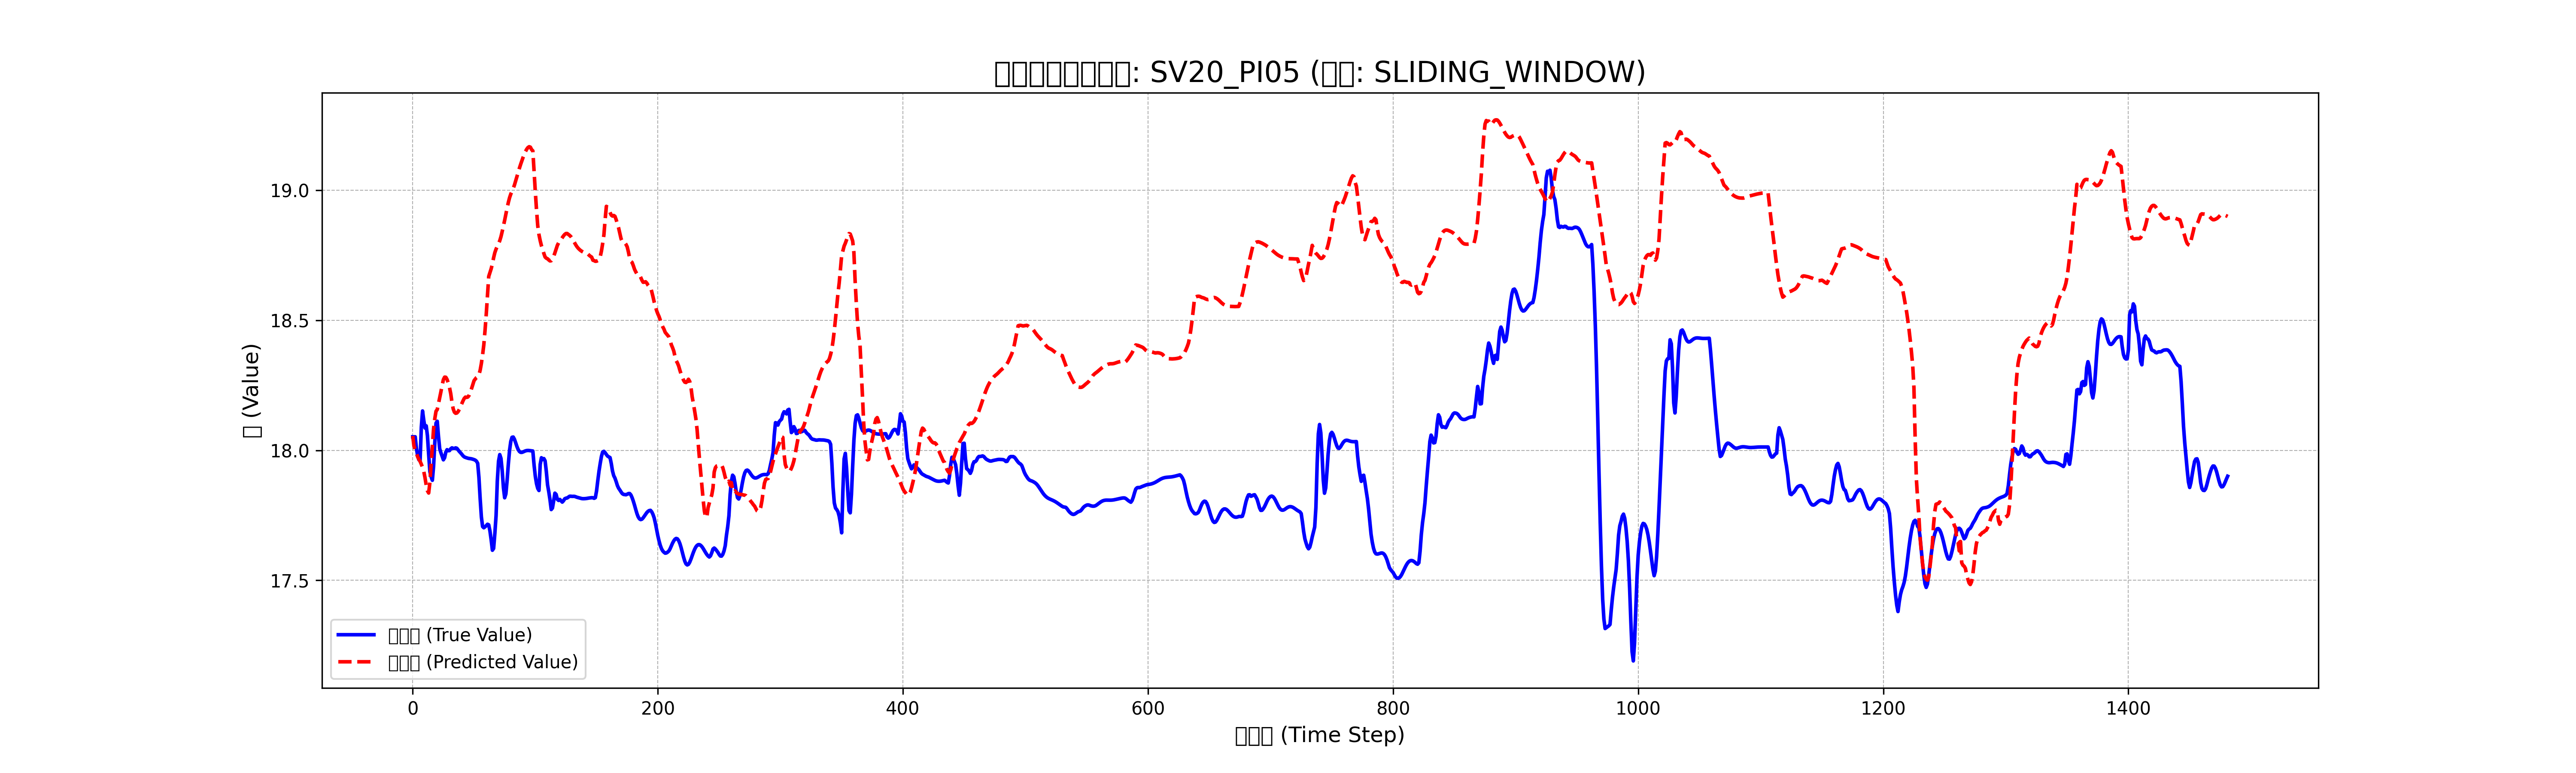 : SV20_PI05 (: SLIDING_WINDOW)
19.0
18.5
18.0
17.5
(Value)
(True Value)
(Predicted Value)
0 200 400 600 800 1000 1200 1400
(Time Step)